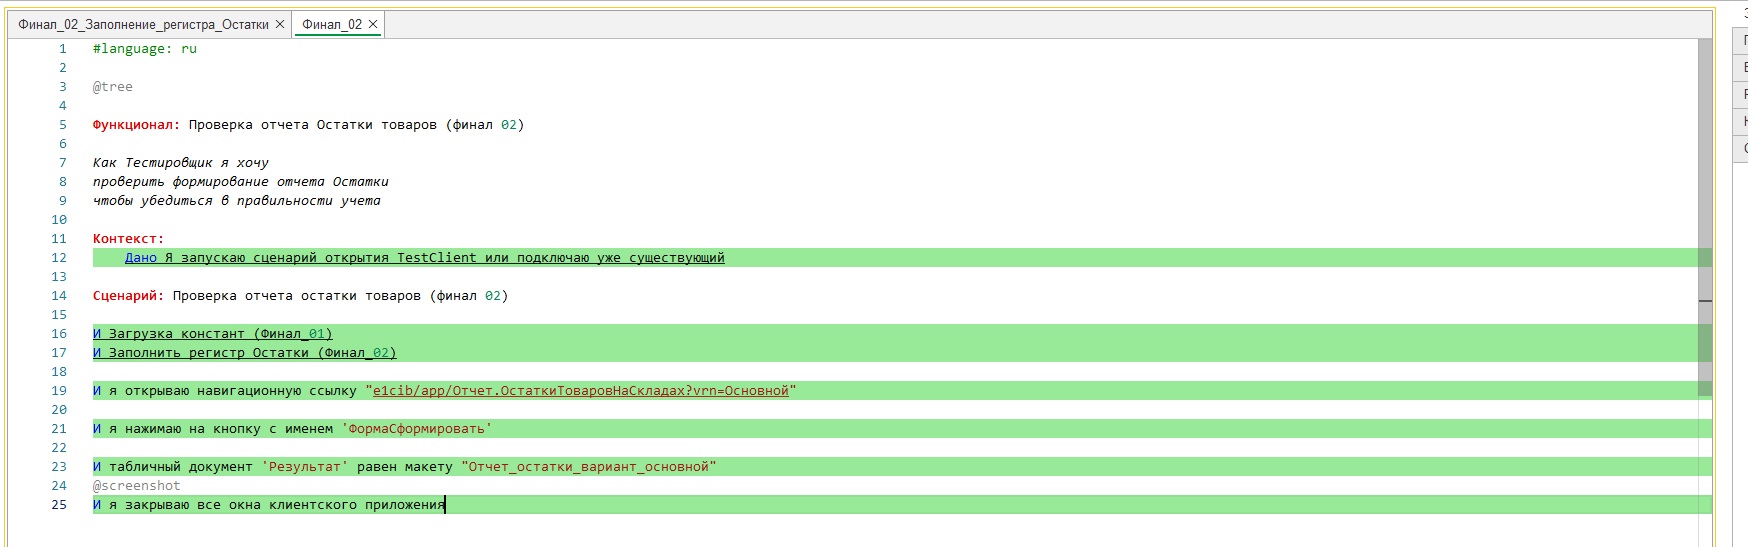 Финал_02_Заполнение_регистра_Остатки × Финал_02 ×
1 #language: ru
2
3 @tree
4
5 Функционал: Проверка отчета Остатки товаров (финал 02)
6
7 Как Тестировщик я хочу
8 проверить формирование отчета Остатки
9 чтобы убедиться в правильности учета
10
11 Контекст:
12 Дано Я запускаю сценарий открытия TestClient или подключаю уже существующий
13
14 Сценарий: Проверка отчета остатки товаров (финал 02)
15
16 И Загрузка констант (Финал_01)
17 И Заполнить регистр Остатки (Финал_02)
18
19 И я открываю навигационную ссылку "e1cib/app/Отчет.ОстаткиТоваровНаСкладах?vrn=Основной"
20
21 И я нажимаю на кнопку с именем 'ФормаСформировать'
22
23 И табличный документ 'Результат' равен макету "Отчет_остатки_вариант_основной"
24 @screenshot
25 И я закрываю все окна клиентского приложения